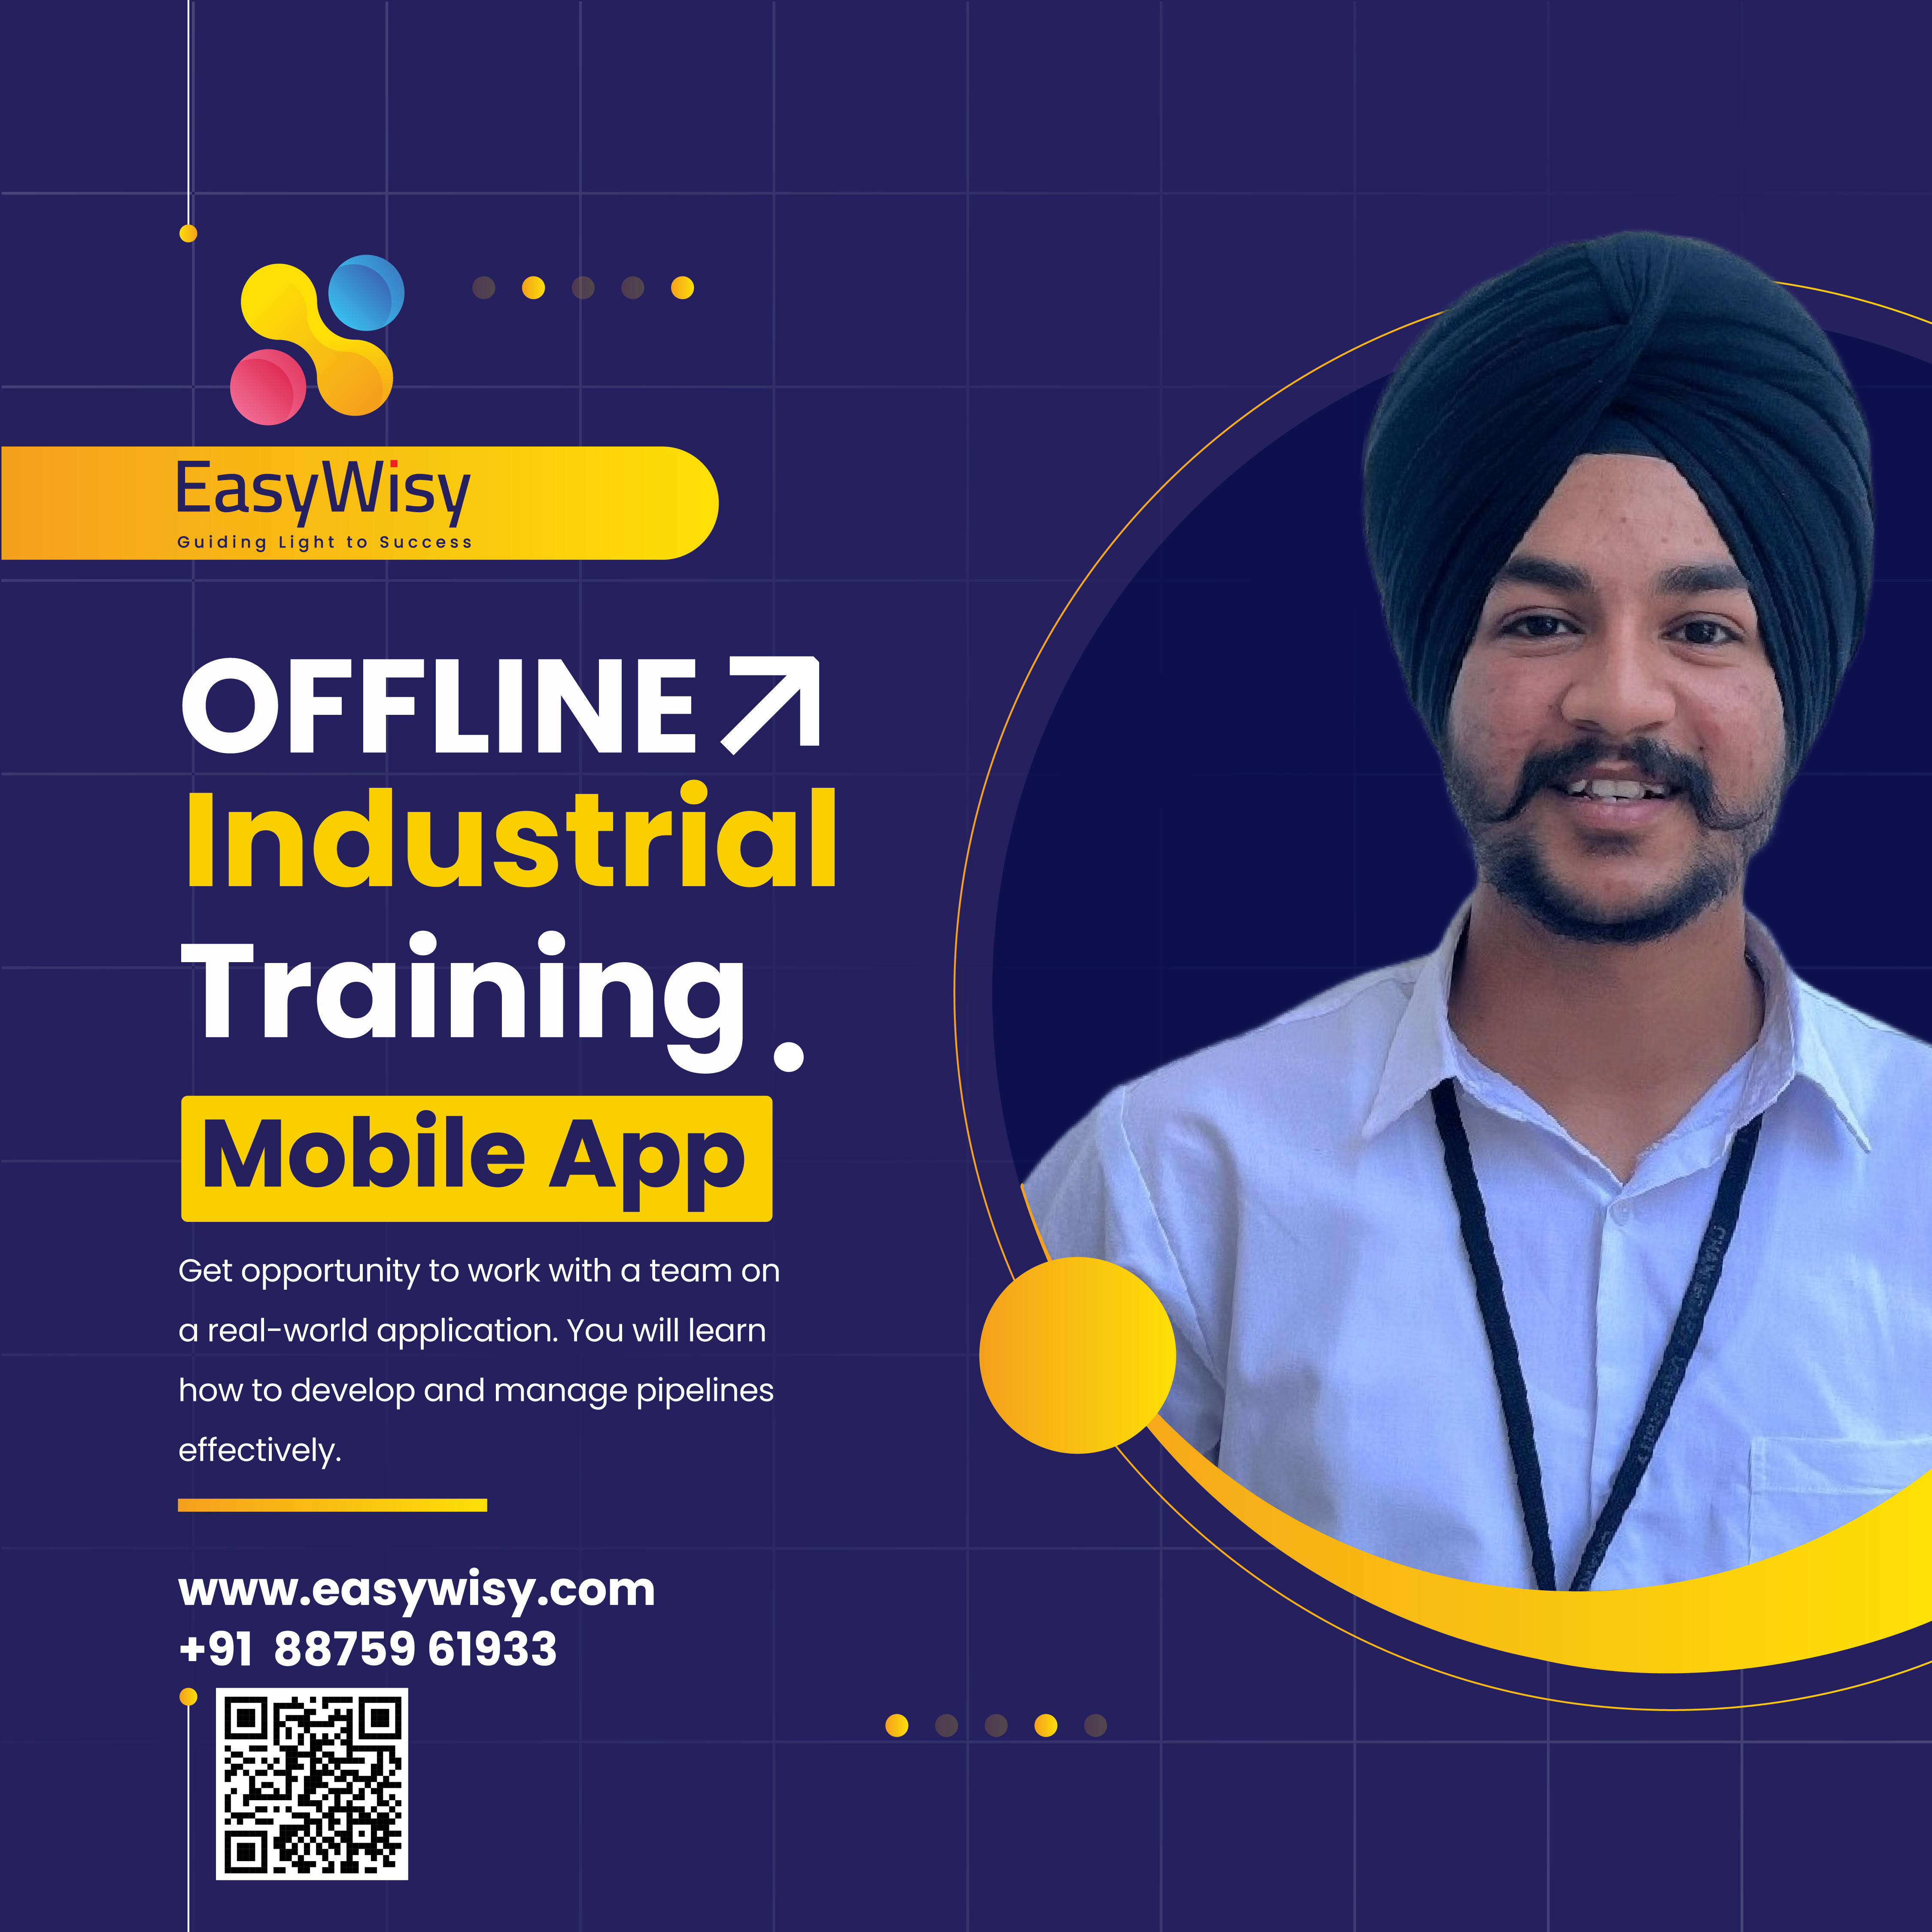 EasyWisy
Guiding Light to Success
OFFLINE
Industrial
Training.
Mobile App
Get opportunity to work with a team on
a real-world application. You will learn
how to develop and manage pipelines
effectively.
www.easywisy.com
+91 88759 61933